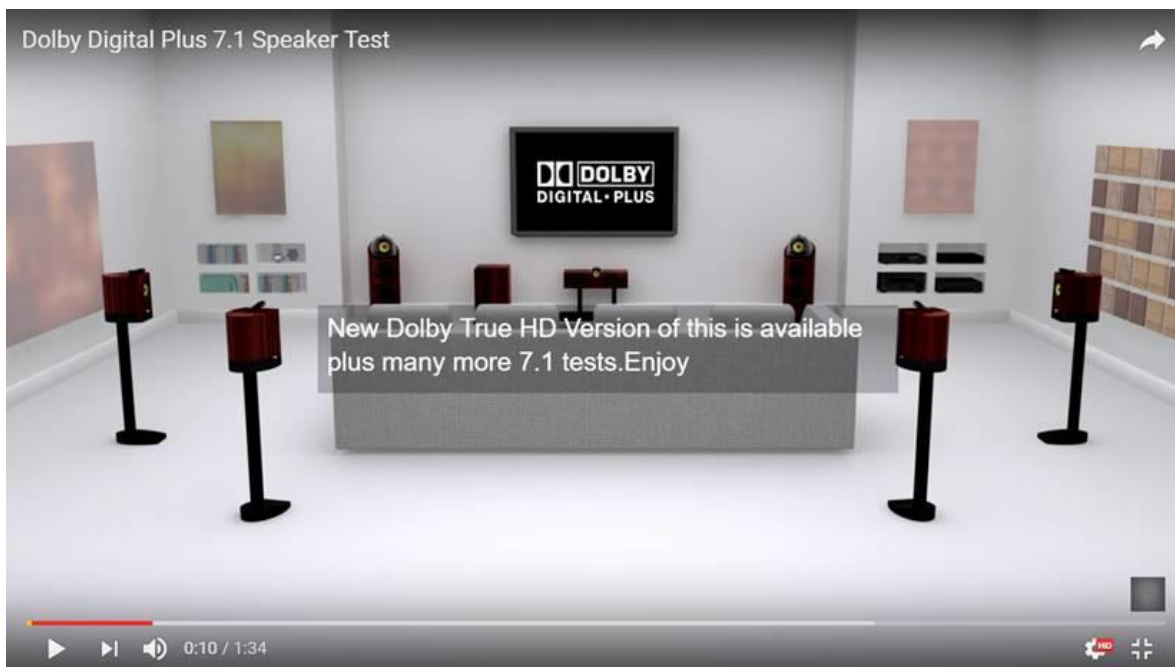 Dolby Digital Plus 7.1 Speaker Test
DOLBY
DIGITAL•PLUS
New Dolby True HD Version of this is available
plus many more 7.1 tests.Enjoy
0:10 / 1:34
HD